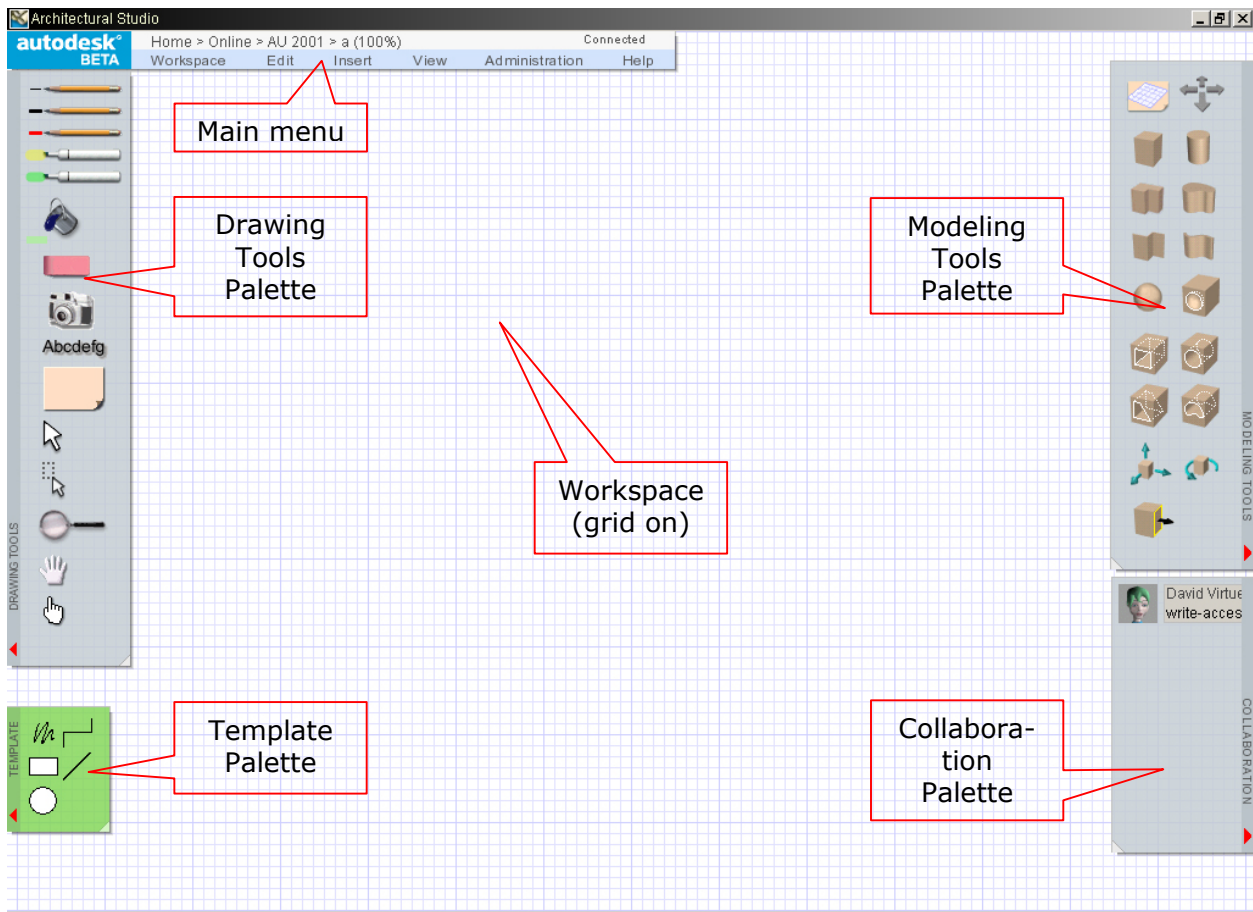 Architectural Studio
autodesk®
BETA
Home > Online > AU 2001 > a (100%)
Connected
Workspace Edit Insert View Administration Help
Main menu
Drawing
Tools
Palette
Modeling
Tools
Palette
Abcdefg
Workspace
(grid on)
DRAWING TOOLS
MODELING TOOLS
David Virtue
write-acces
Template
Palette
TEMPLATE
Collabora-
tion
Palette
COLLABORATION